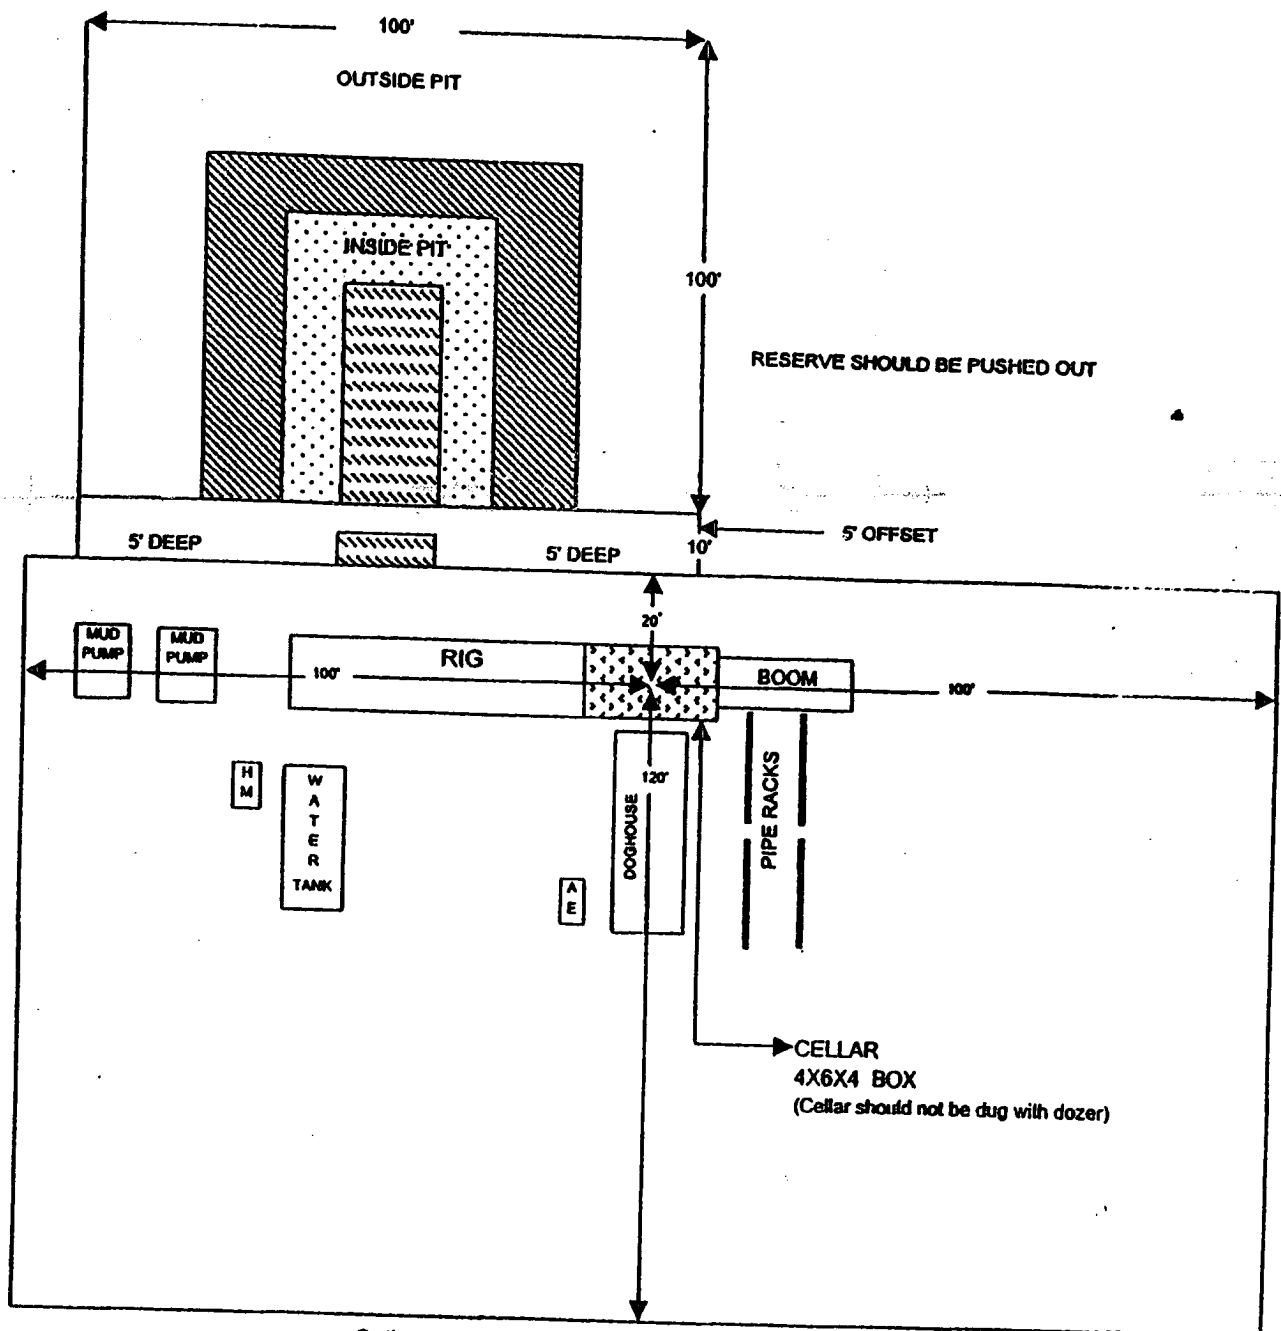 100'
OUTSIDE PIT
INSIDE PIT
100'
RESERVE SHOULD BE PUSHED OUT
5' DEEP
5' DEEP
10'
5' OFFSET
20'
MUD
PUMP
MUD
PUMP
RIG
100'
BOOM
100'
H
M
W
A
T
E
R
TANK
120'
DOGHOUSE
PIPE RACKS
A
E
CELLAR
4X6X4 BOX
(Cellar should not be dug with dozer)